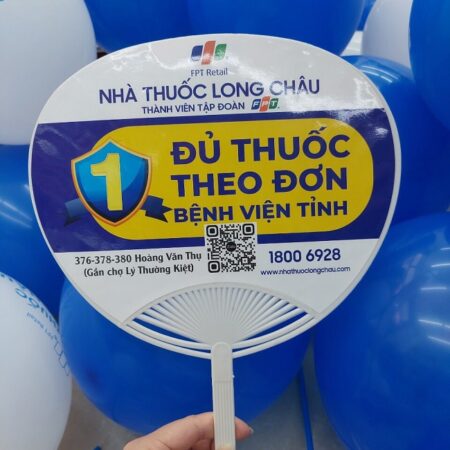 FPT Retail
NHÀ THUỐC LONG CHÂU
THÀNH VIÊN TẬP ĐOÀN FPT
1
ĐỦ THUỐC
THEO ĐƠN
BỆNH VIỆN TỈNH
376-378-380 Hoàng Văn Thụ
(Gần chợ Lý Thường Kiệt)
1800 6928
www.nhathuoclongchau.com